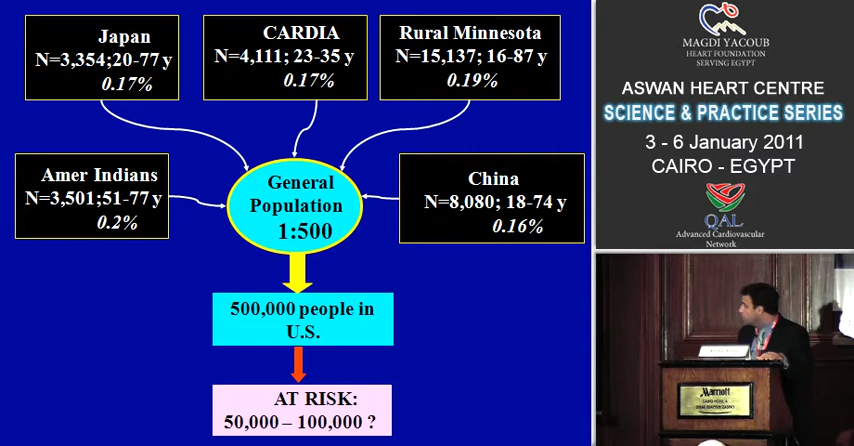 Japan
N=3,354;20-77 y
0.17%
CARDIA
N=4,111; 23-35 y
0.17%
Rural Minnesota
N=15,137; 16-87 y
0.19%
Amer Indians
N=3,501;51-77 y
0.2%
General
Population
1:500
China
N=8,080; 18-74 y
0.16%
500,000 people in
U.S.
AT RISK:
50,000 – 100,000 ?
MAGDI YACOUB
HEART FOUNDATION
SERVING EGYPT
ASWAN HEART CENTRE
SCIENCE & PRACTICE SERIES
3 - 6 January 2011
CAIRO - EGYPT
QAL
Advanced Cardiovascular
Network
Marriott